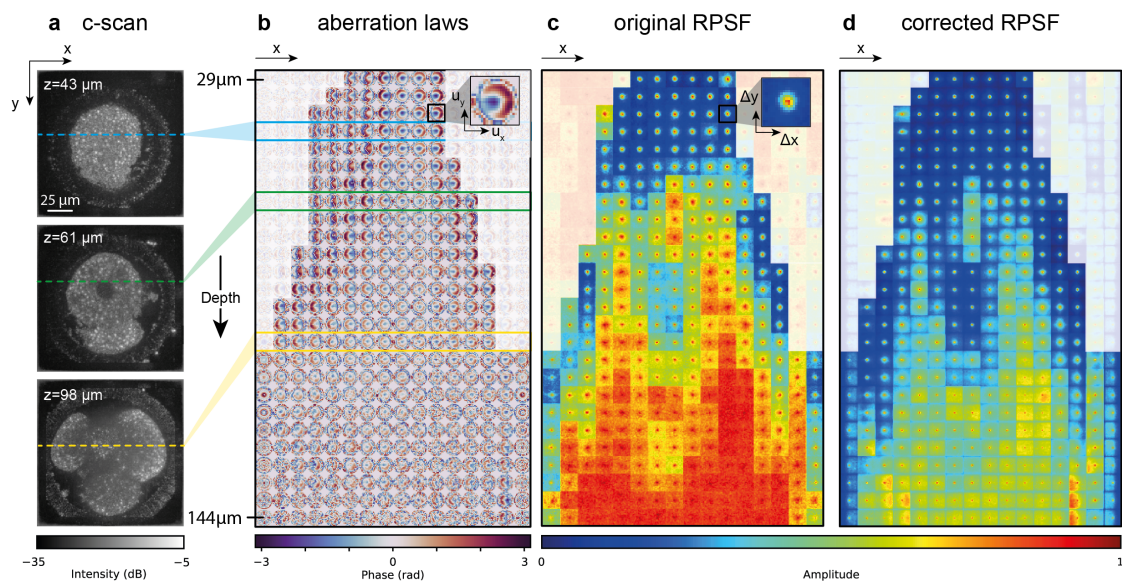 a c-scan
b aberration laws
c original RPSF
d corrected RPSF
x
y
z=43 µm
25 µm
z=61 µm
z=98 µm
−35
−5
Intensity (dB)
x
29µm
u_y
u_x
Depth
144µm
−3
0
3
Phase (rad)
x
Δy
Δx
x
0
1
Amplitude